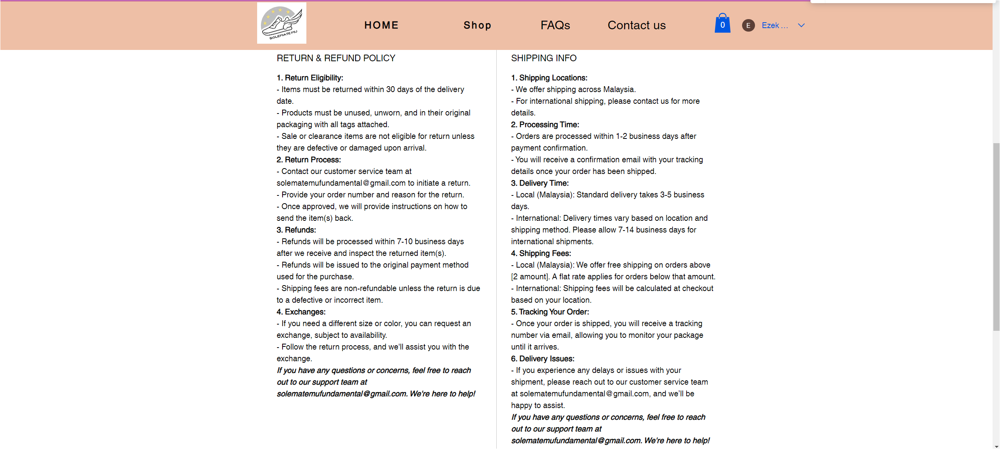 SOLEMATE MU
HOME
Shop
FAQs
Contact us
0
E
Ezek ...
RETURN & REFUND POLICY
1. Return Eligibility:
- Items must be returned within 30 days of the delivery
date.
- Products must be unused, unworn, and in their original
packaging with all tags attached.
- Sale or clearance items are not eligible for return unless
they are defective or damaged upon arrival.
2. Return Process:
- Contact our customer service team at
solematemufundamental@gmail.com to initiate a return.
- Provide your order number and reason for the return.
- Once approved, we will provide instructions on how to
send the item(s) back.
3. Refunds:
- Refunds will be processed within 7-10 business days
after we receive and inspect the returned item(s).
- Refunds will be issued to the original payment method
used for the purchase.
- Shipping fees are non-refundable unless the return is due
to a defective or incorrect item.
4. Exchanges:
- If you need a different size or color, you can request an
exchange, subject to availability.
- Follow the return process, and we'll assist you with the
exchange.
If you have any questions or concerns, feel free to reach
out to our support team at
solematemufundamental@gmail.com. We're here to help!
SHIPPING INFO
1. Shipping Locations:
- We offer shipping across Malaysia.
- For international shipping, please contact us for more
details.
2. Processing Time:
- Orders are processed within 1-2 business days after
payment confirmation.
- You will receive a confirmation email with your tracking
details once your order has been shipped.
3. Delivery Time:
- Local (Malaysia): Standard delivery takes 3-5 business
days.
- International: Delivery times vary based on location and
shipping method. Please allow 7-14 business days for
international shipments.
4. Shipping Fees:
- Local (Malaysia): We offer free shipping on orders above
[2 amount]. A flat rate applies for orders below that amount.
- International: Shipping fees will be calculated at checkout
based on your location.
5. Tracking Your Order:
- Once your order is shipped, you will receive a tracking
number via email, allowing you to monitor your package
until it arrives.
6. Delivery Issues:
- If you experience any delays or issues with your
shipment, please reach out to our customer service team
at solematemufundamental@gmail.com, and we’ll be
happy to assist.
If you have any questions or concerns, feel free to reach
out to our support team at
solematemufundamental@gmail.com. We're here to help!